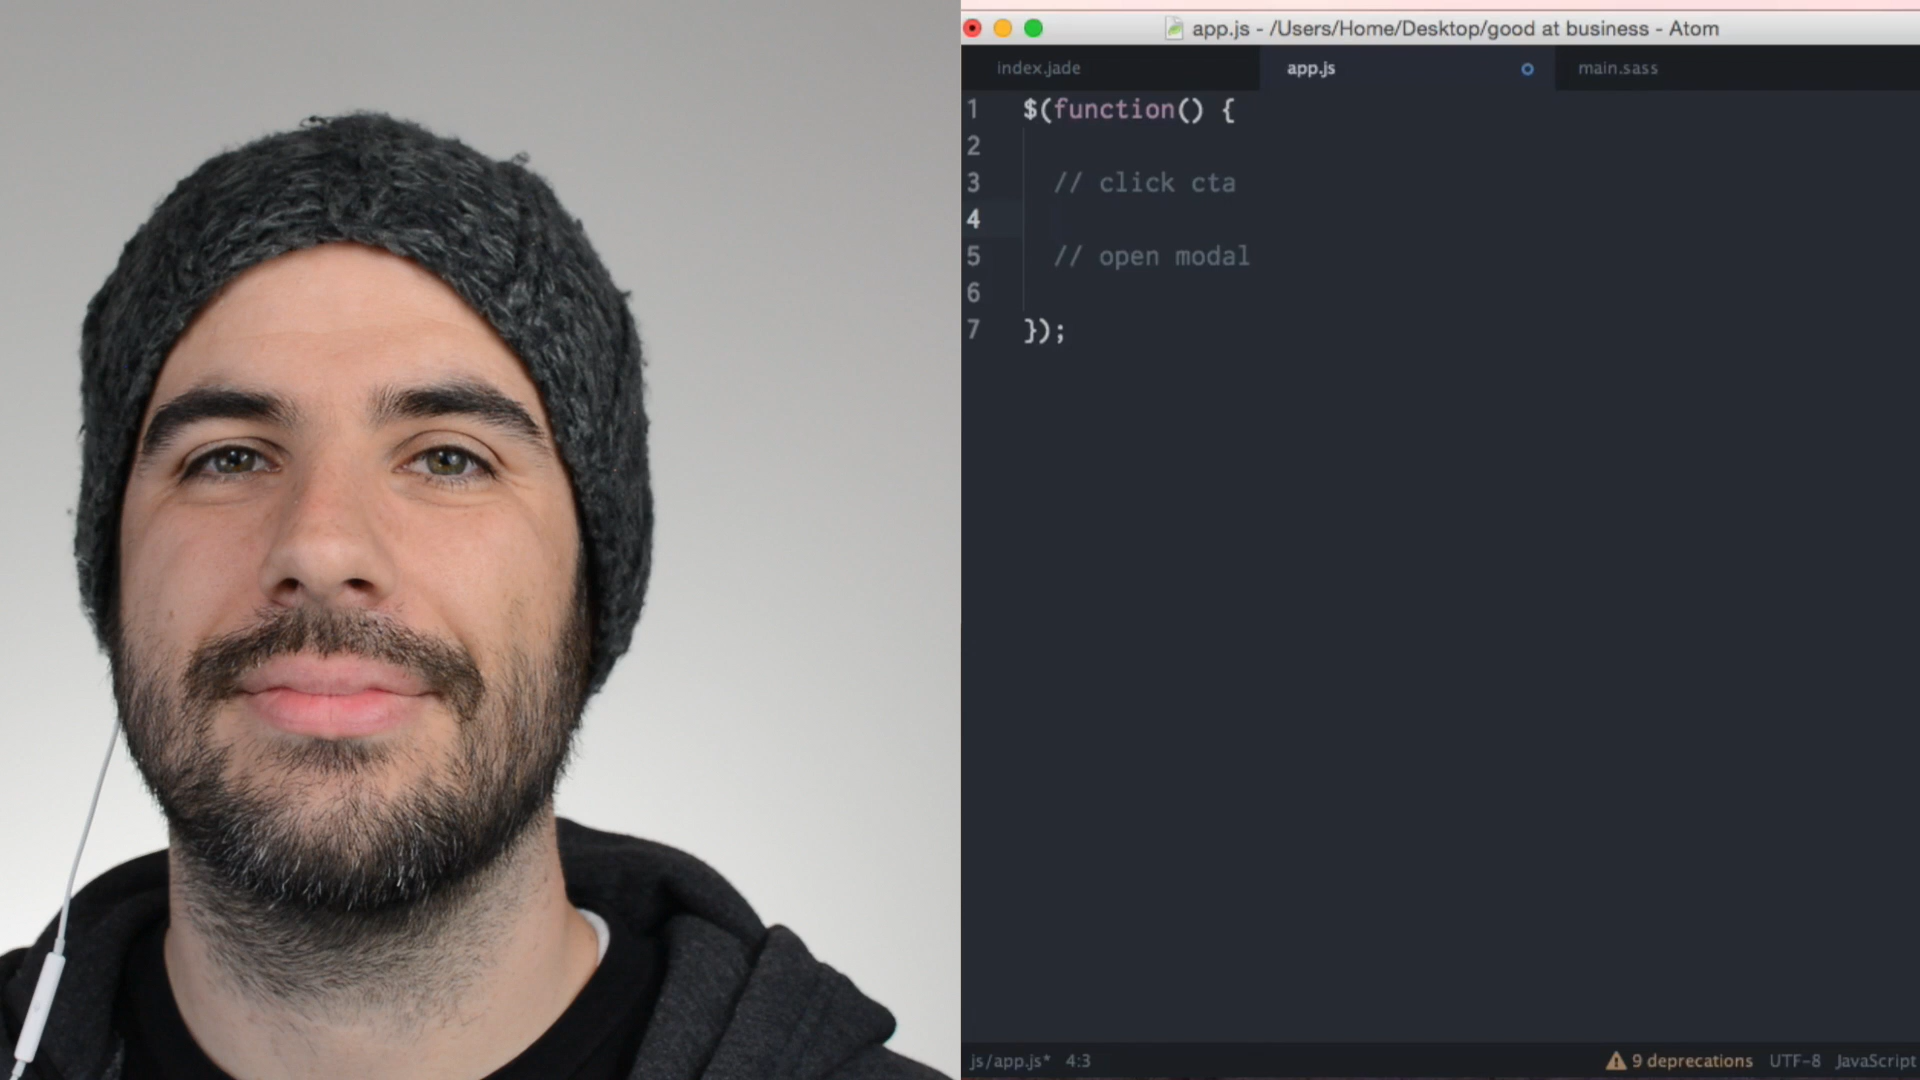 app.js - /Users/Home/Desktop/good at business - Atom
index.jade app.js main.sass
1 $(function() {
2
3 // click cta
4
5 // open modal
6
7 });
js/app.js* 4:3 9 deprecations UTF-8 JavaScript